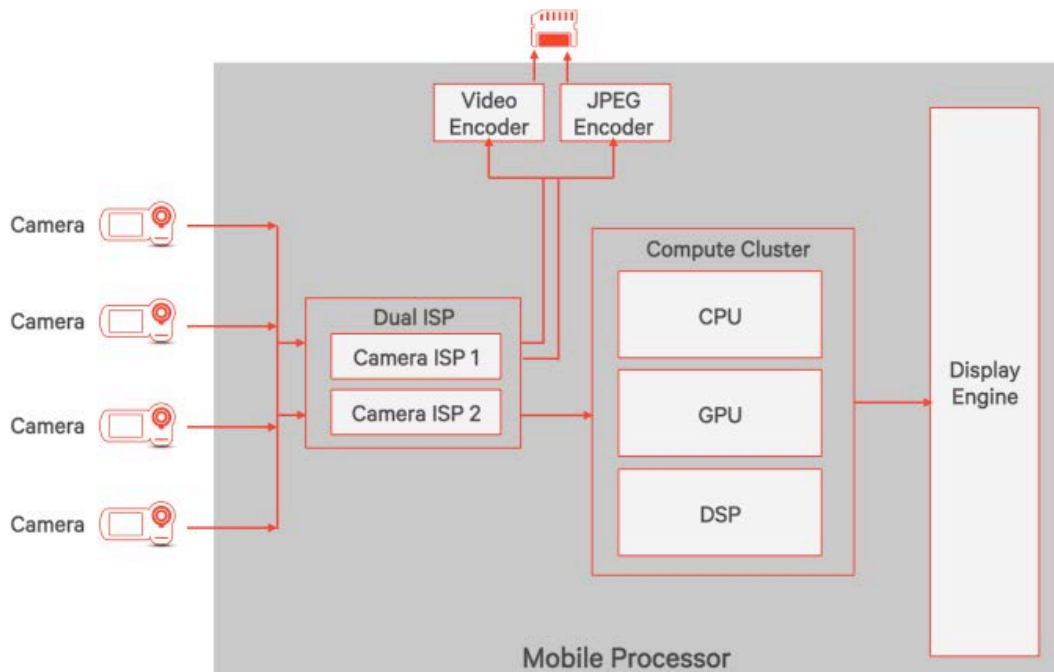 Video
Encoder
JPEG
Encoder
Camera
Camera
Camera
Camera
Dual ISP
Camera ISP 1
Camera ISP 2
Compute Cluster
CPU
GPU
DSP
Display
Engine
Mobile Processor